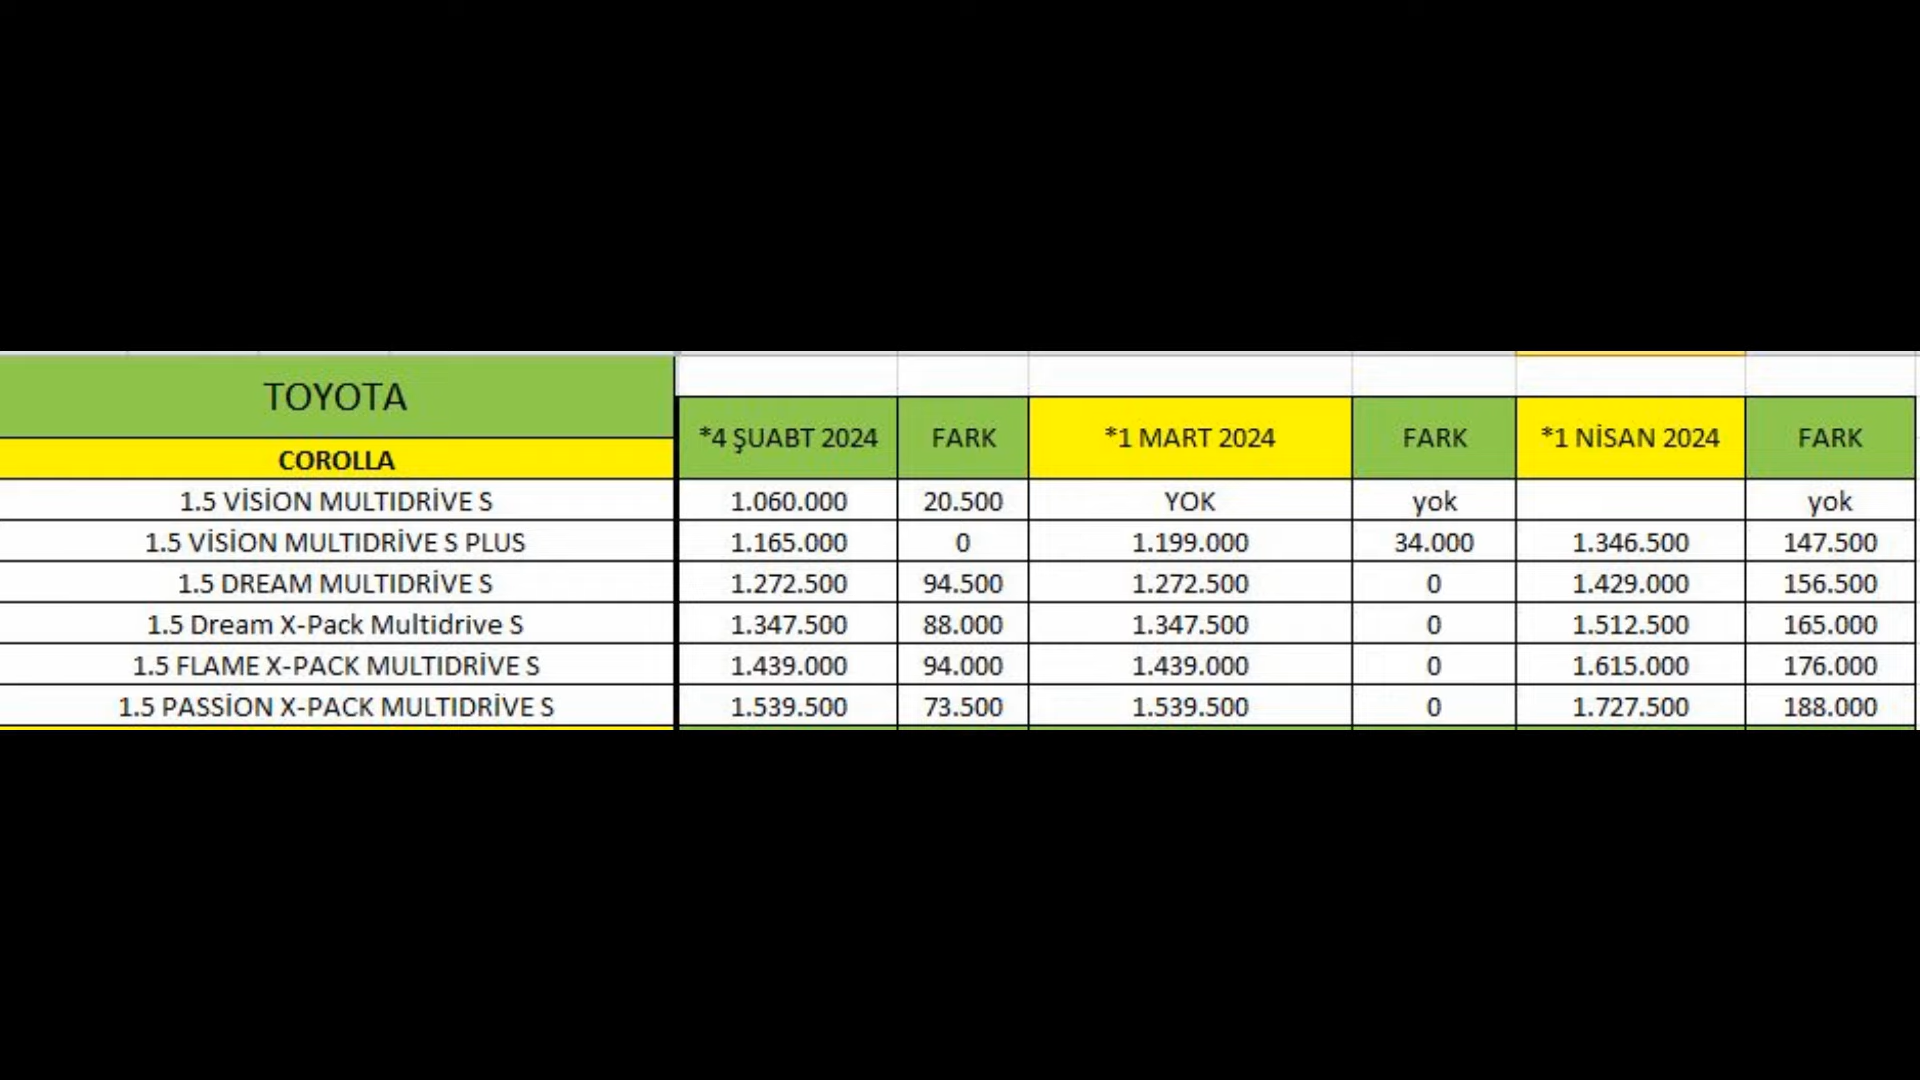 TOYOTA
*4 ŞUABT 2024 FARK *1 MART 2024 FARK *1 NİSAN 2024 FARK
COROLLA
1.5 VİSİON MULTIDRİVE S 1.060.000 20.500 YOK yok yok
1.5 VİSİON MULTIDRİVE S PLUS 1.165.000 0 1.199.000 34.000 1.346.500 147.500
1.5 DREAM MULTIDRİVE S 1.272.500 94.500 1.272.500 0 1.429.000 156.500
1.5 Dream X-Pack Multidrive S 1.347.500 88.000 1.347.500 0 1.512.500 165.000
1.5 FLAME X-PACK MULTIDRİVE S 1.439.000 94.000 1.439.000 0 1.615.000 176.000
1.5 PASSİON X-PACK MULTIDRİVE S 1.539.500 73.500 1.539.500 0 1.727.500 188.000